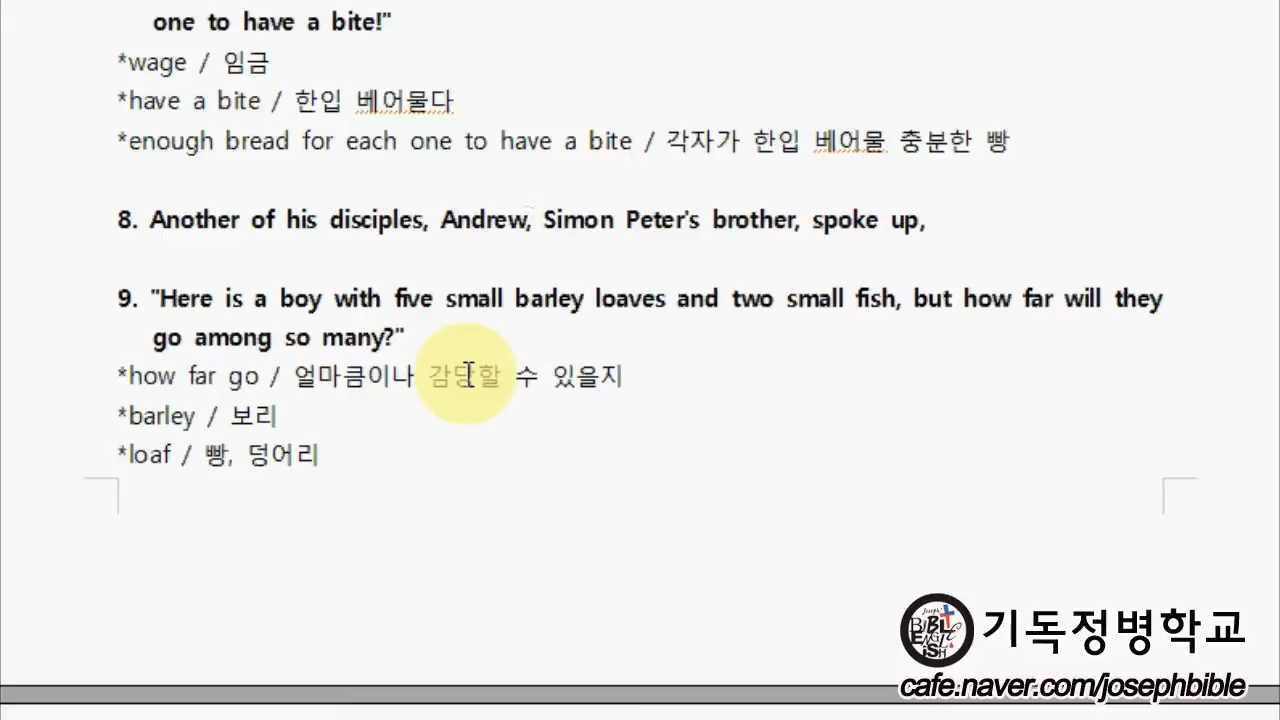 one to have a bite!"
*wage / 임금
*have a bite / 한입 베어물다
*enough bread for each one to have a bite / 각자가 한입 베어물 충분한 빵
8. Another of his disciples, Andrew, Simon Peter's brother, spoke up,
9. "Here is a boy with five small barley loaves and two small fish, but how far will they
go among so many?"
*how far go / 얼마큼이나 감당할 수 있을지
*barley / 보리
*loaf / 빵, 덩어리
Joseph's
BIBLE
ENGLISH
기독정병학교
cafe.naver.com/josephbible